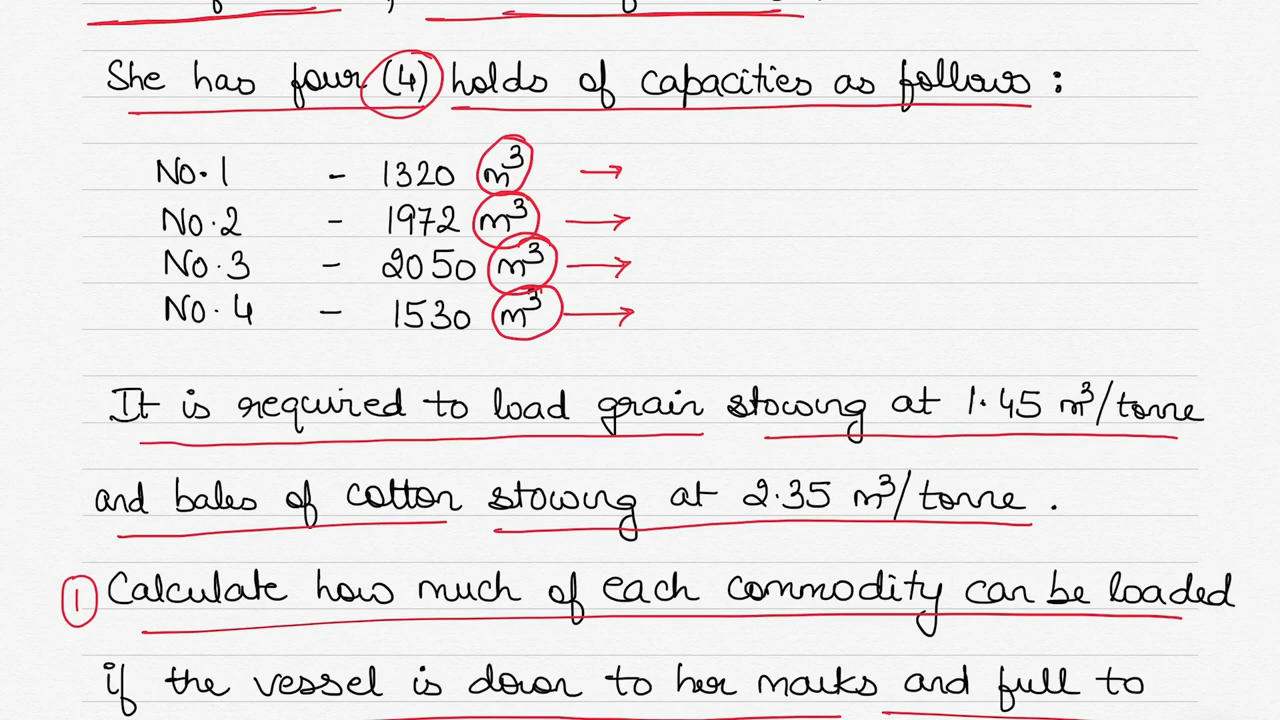 She has four (4) holds of capacities as follows :
No. 1 - 1320 m³ →
No. 2 - 1972 m³ →
No. 3 - 2050 m³ →
No. 4 - 1530 m³ →
It is required to load grain stowing at 1.45 m³/tonne
and bales of cotton stowing at 2.35 m³/tonne .
1 Calculate how much of each commodity can be loaded
if the vessel is down to her marks and full to